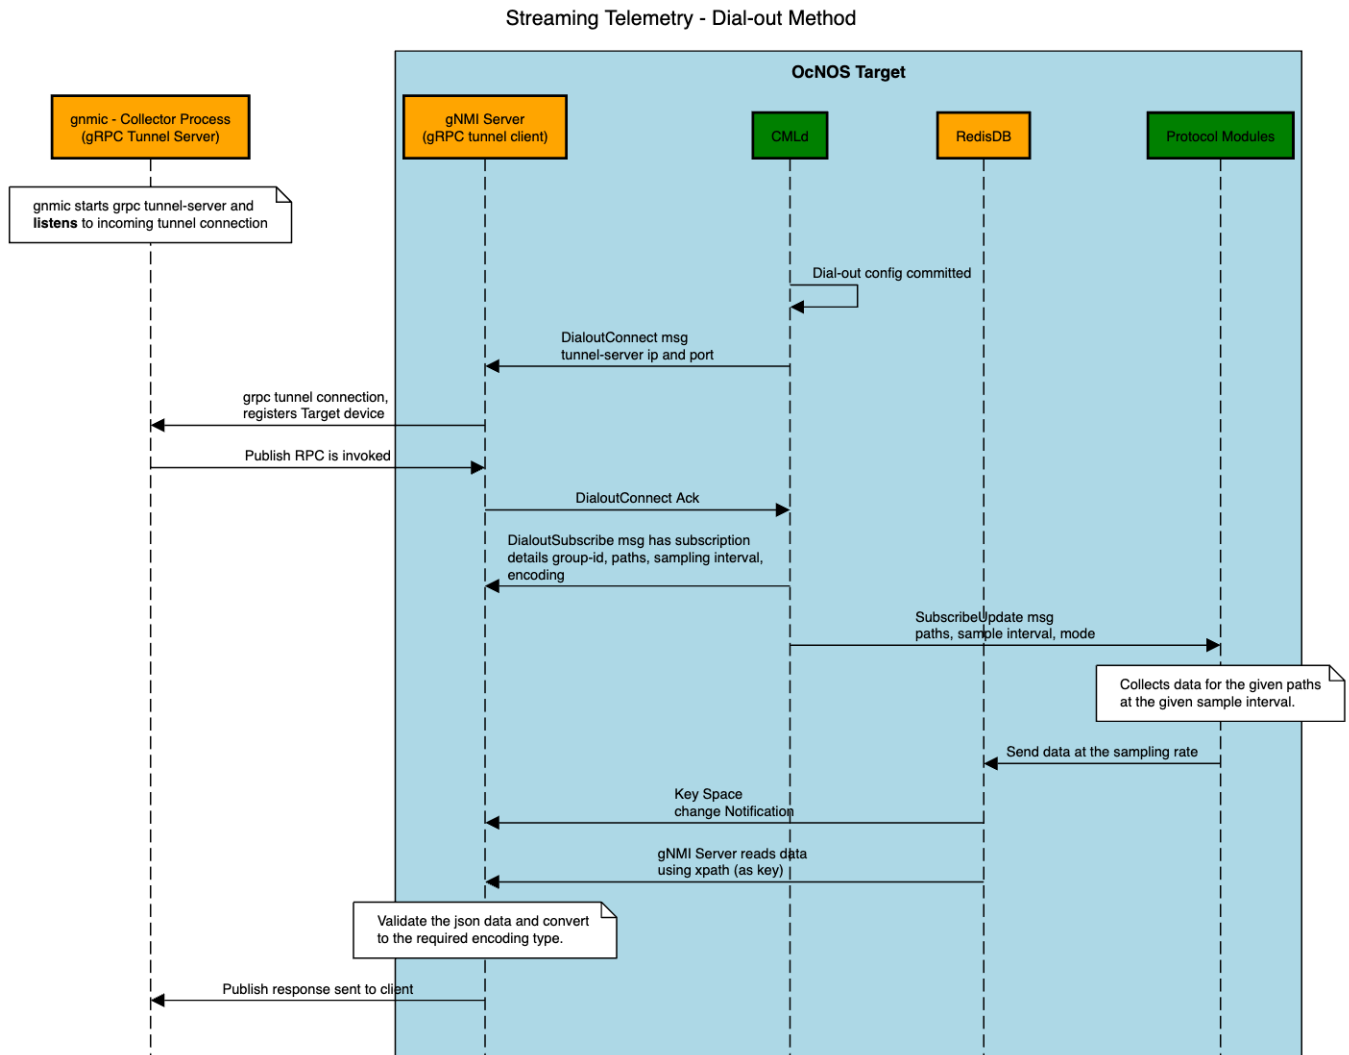 Streaming Telemetry - Dial-out Method
OcNOS Target
gnmic - Collector Process
(gRPC Tunnel Server)
gNMI Server
(gRPC tunnel client)
CMLd
RedisDB
Protocol Modules
gnmic starts grpc tunnel-server and
listens to incoming tunnel connection
Dial-out config committed
DialoutConnect msg
tunnel-server ip and port
grpc tunnel connection,
registers Target device
Publish RPC is invoked
DialoutConnect Ack
DialoutSubscribe msg has subscription
details group-id, paths, sampling interval,
encoding
SubscribeUpdate msg
paths, sample interval, mode
Collects data for the given paths
at the given sample interval.
Send data at the sampling rate
Key Space
change Notification
gNMI Server reads data
using xpath (as key)
Validate the json data and convert
to the required encoding type.
Publish response sent to client